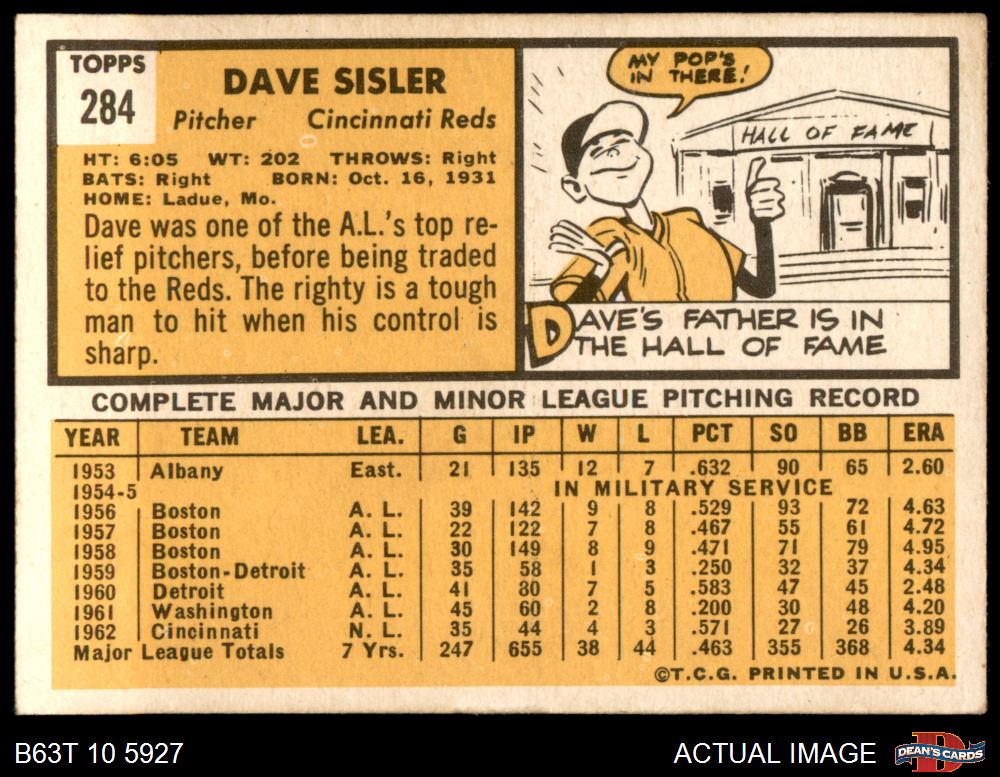 TOPPS
284
DAVE SISLER
Pitcher Cincinnati Reds
HT: 6:05 WT: 202 THROWS: Right
BATS: Right BORN: Oct. 16, 1931
HOME: Ladue, Mo.
Dave was one of the A.L.'s top re-
lief pitchers, before being traded
to the Reds. The righty is a tough
man to hit when his control is
sharp.
MY POP'S
IN THERE!
HALL OF FAME
DAVE'S FATHER IS IN
THE HALL OF FAME
COMPLETE MAJOR AND MINOR LEAGUE PITCHING RECORD
YEAR TEAM LEA. G IP W L PCT SO BB ERA
1953 Albany East. 21 135 12 7 .632 90 65 2.60
1954-5 IN MILITARY SERVICE
1956 Boston A. L. 39 142 9 8 .529 93 72 4.63
1957 Boston A. L. 22 122 7 8 .467 55 61 4.72
1958 Boston A. L. 30 149 8 9 .471 71 79 4.95
1959 Boston-Detroit A. L. 35 58 1 3 .250 32 37 4.34
1960 Detroit A. L. 41 80 7 5 .583 47 45 2.48
1961 Washington A. L. 45 60 2 8 .200 30 48 4.20
1962 Cincinnati N. L. 35 44 4 3 .571 27 26 3.89
Major League Totals 7 Yrs. 247 655 38 44 .463 355 368 4.34
©T.C.G. PRINTED IN U.S.A.
B63T 10 5927
ACTUAL IMAGE
D
DEAN'S CARDS